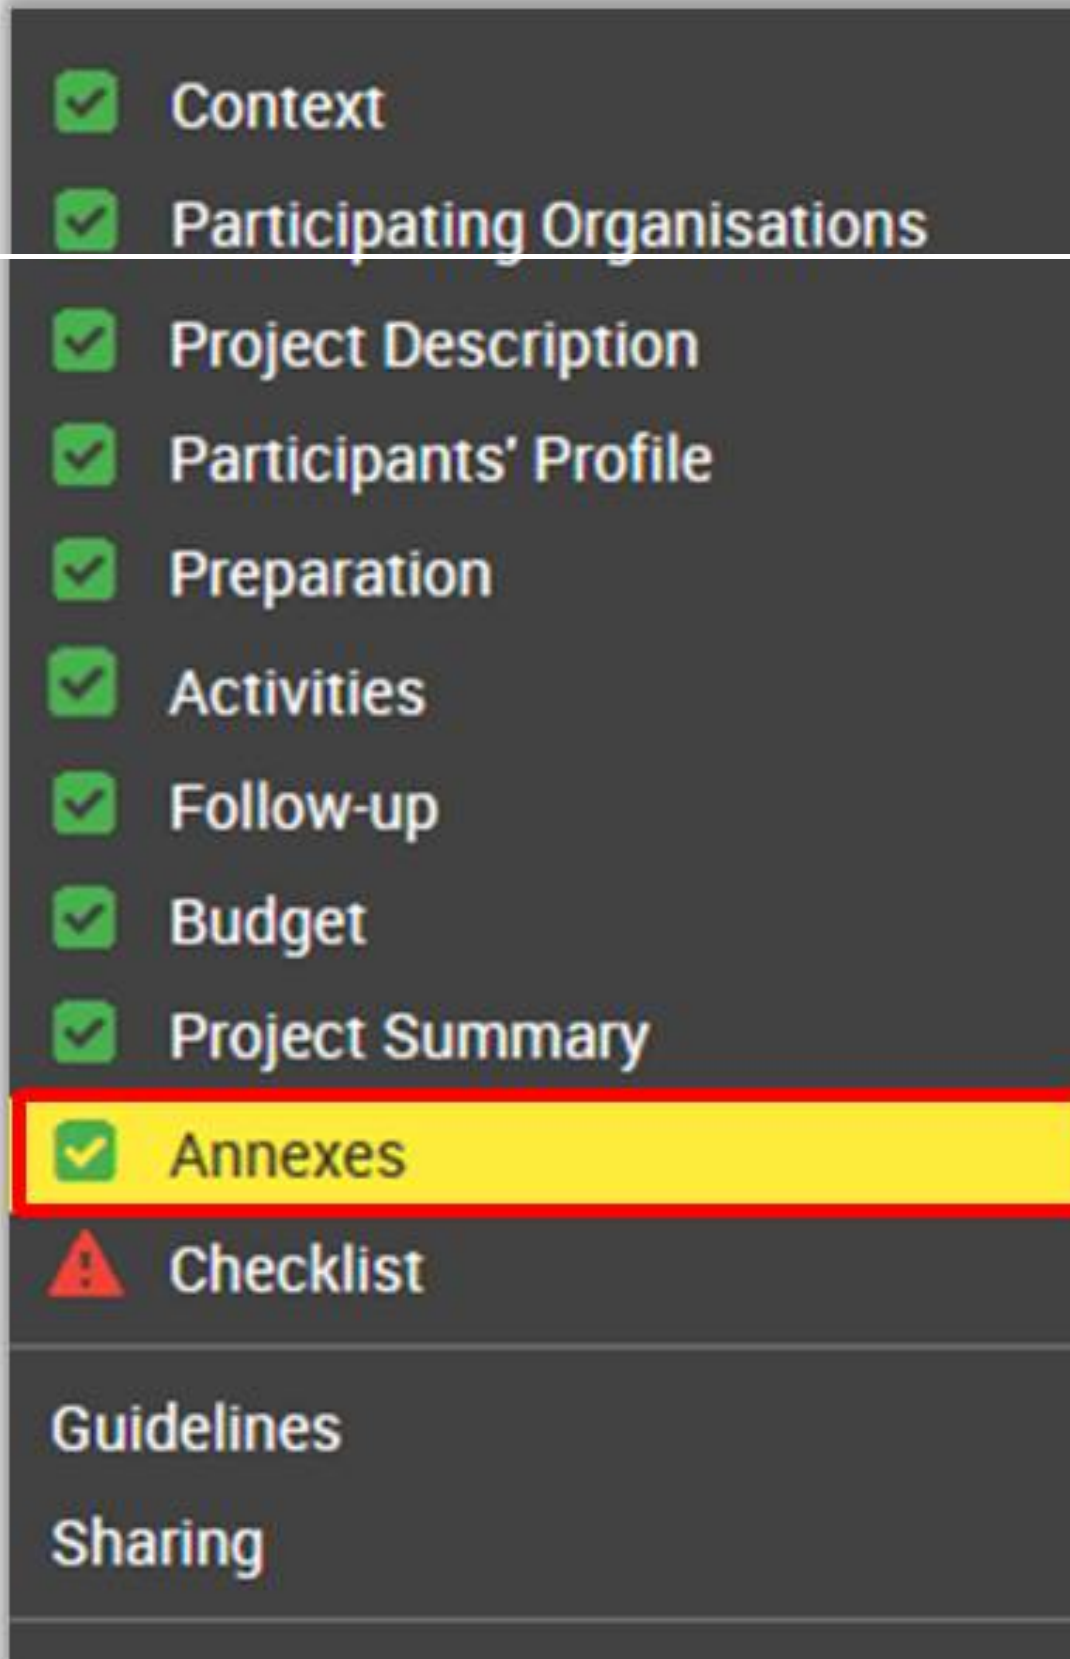 Context
Participating Organisations
Project Description
Participants' Profile
Preparation
Activities
Follow-up
Budget
Project Summary
Annexes
Checklist
Guidelines
Sharing